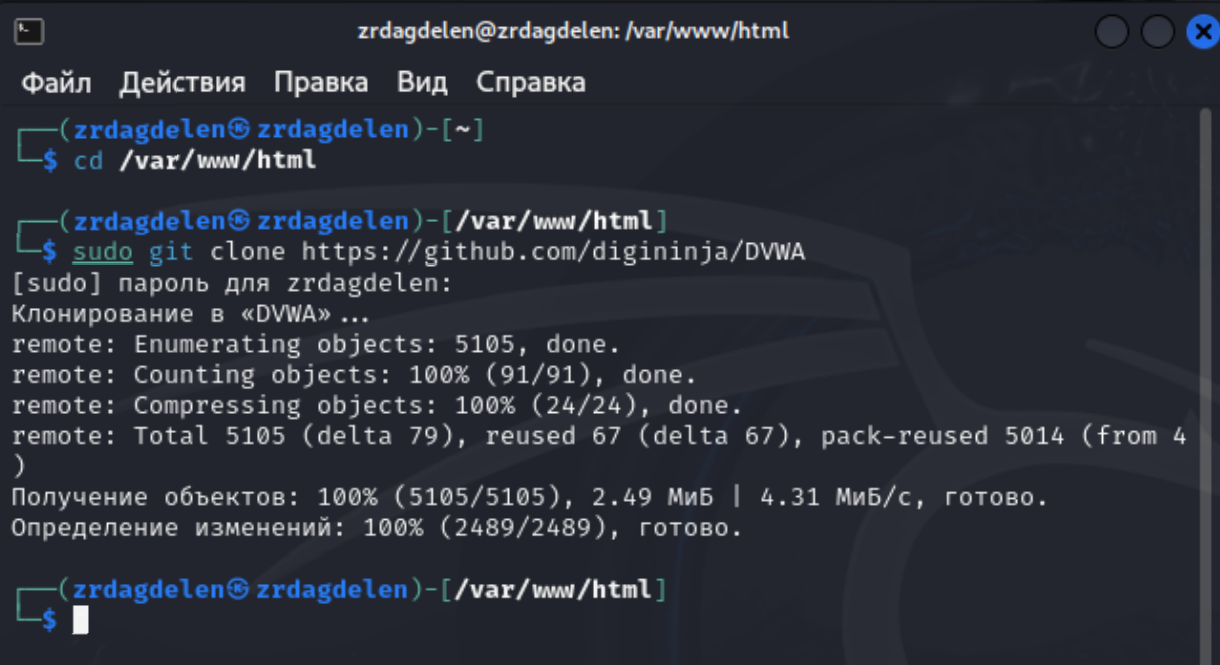 zrdagdelen@zrdagdelen: /var/www/html
Файл Действия Правка Вид Справка
┌──(zrdagdelen㉿zrdagdelen)-[~]
└─$ cd /var/www/html
┌──(zrdagdelen㉿zrdagdelen)-[/var/www/html]
└─$ sudo git clone https://github.com/digininja/DVWA
[sudo] пароль для zrdagdelen:
Клонирование в «DVWA»...
remote: Enumerating objects: 5105, done.
remote: Counting objects: 100% (91/91), done.
remote: Compressing objects: 100% (24/24), done.
remote: Total 5105 (delta 79), reused 67 (delta 67), pack-reused 5014 (from 4
)
Получение объектов: 100% (5105/5105), 2.49 МиБ | 4.31 МиБ/с, готово.
Определение изменений: 100% (2489/2489), готово.
┌──(zrdagdelen㉿zrdagdelen)-[/var/www/html]
└─$